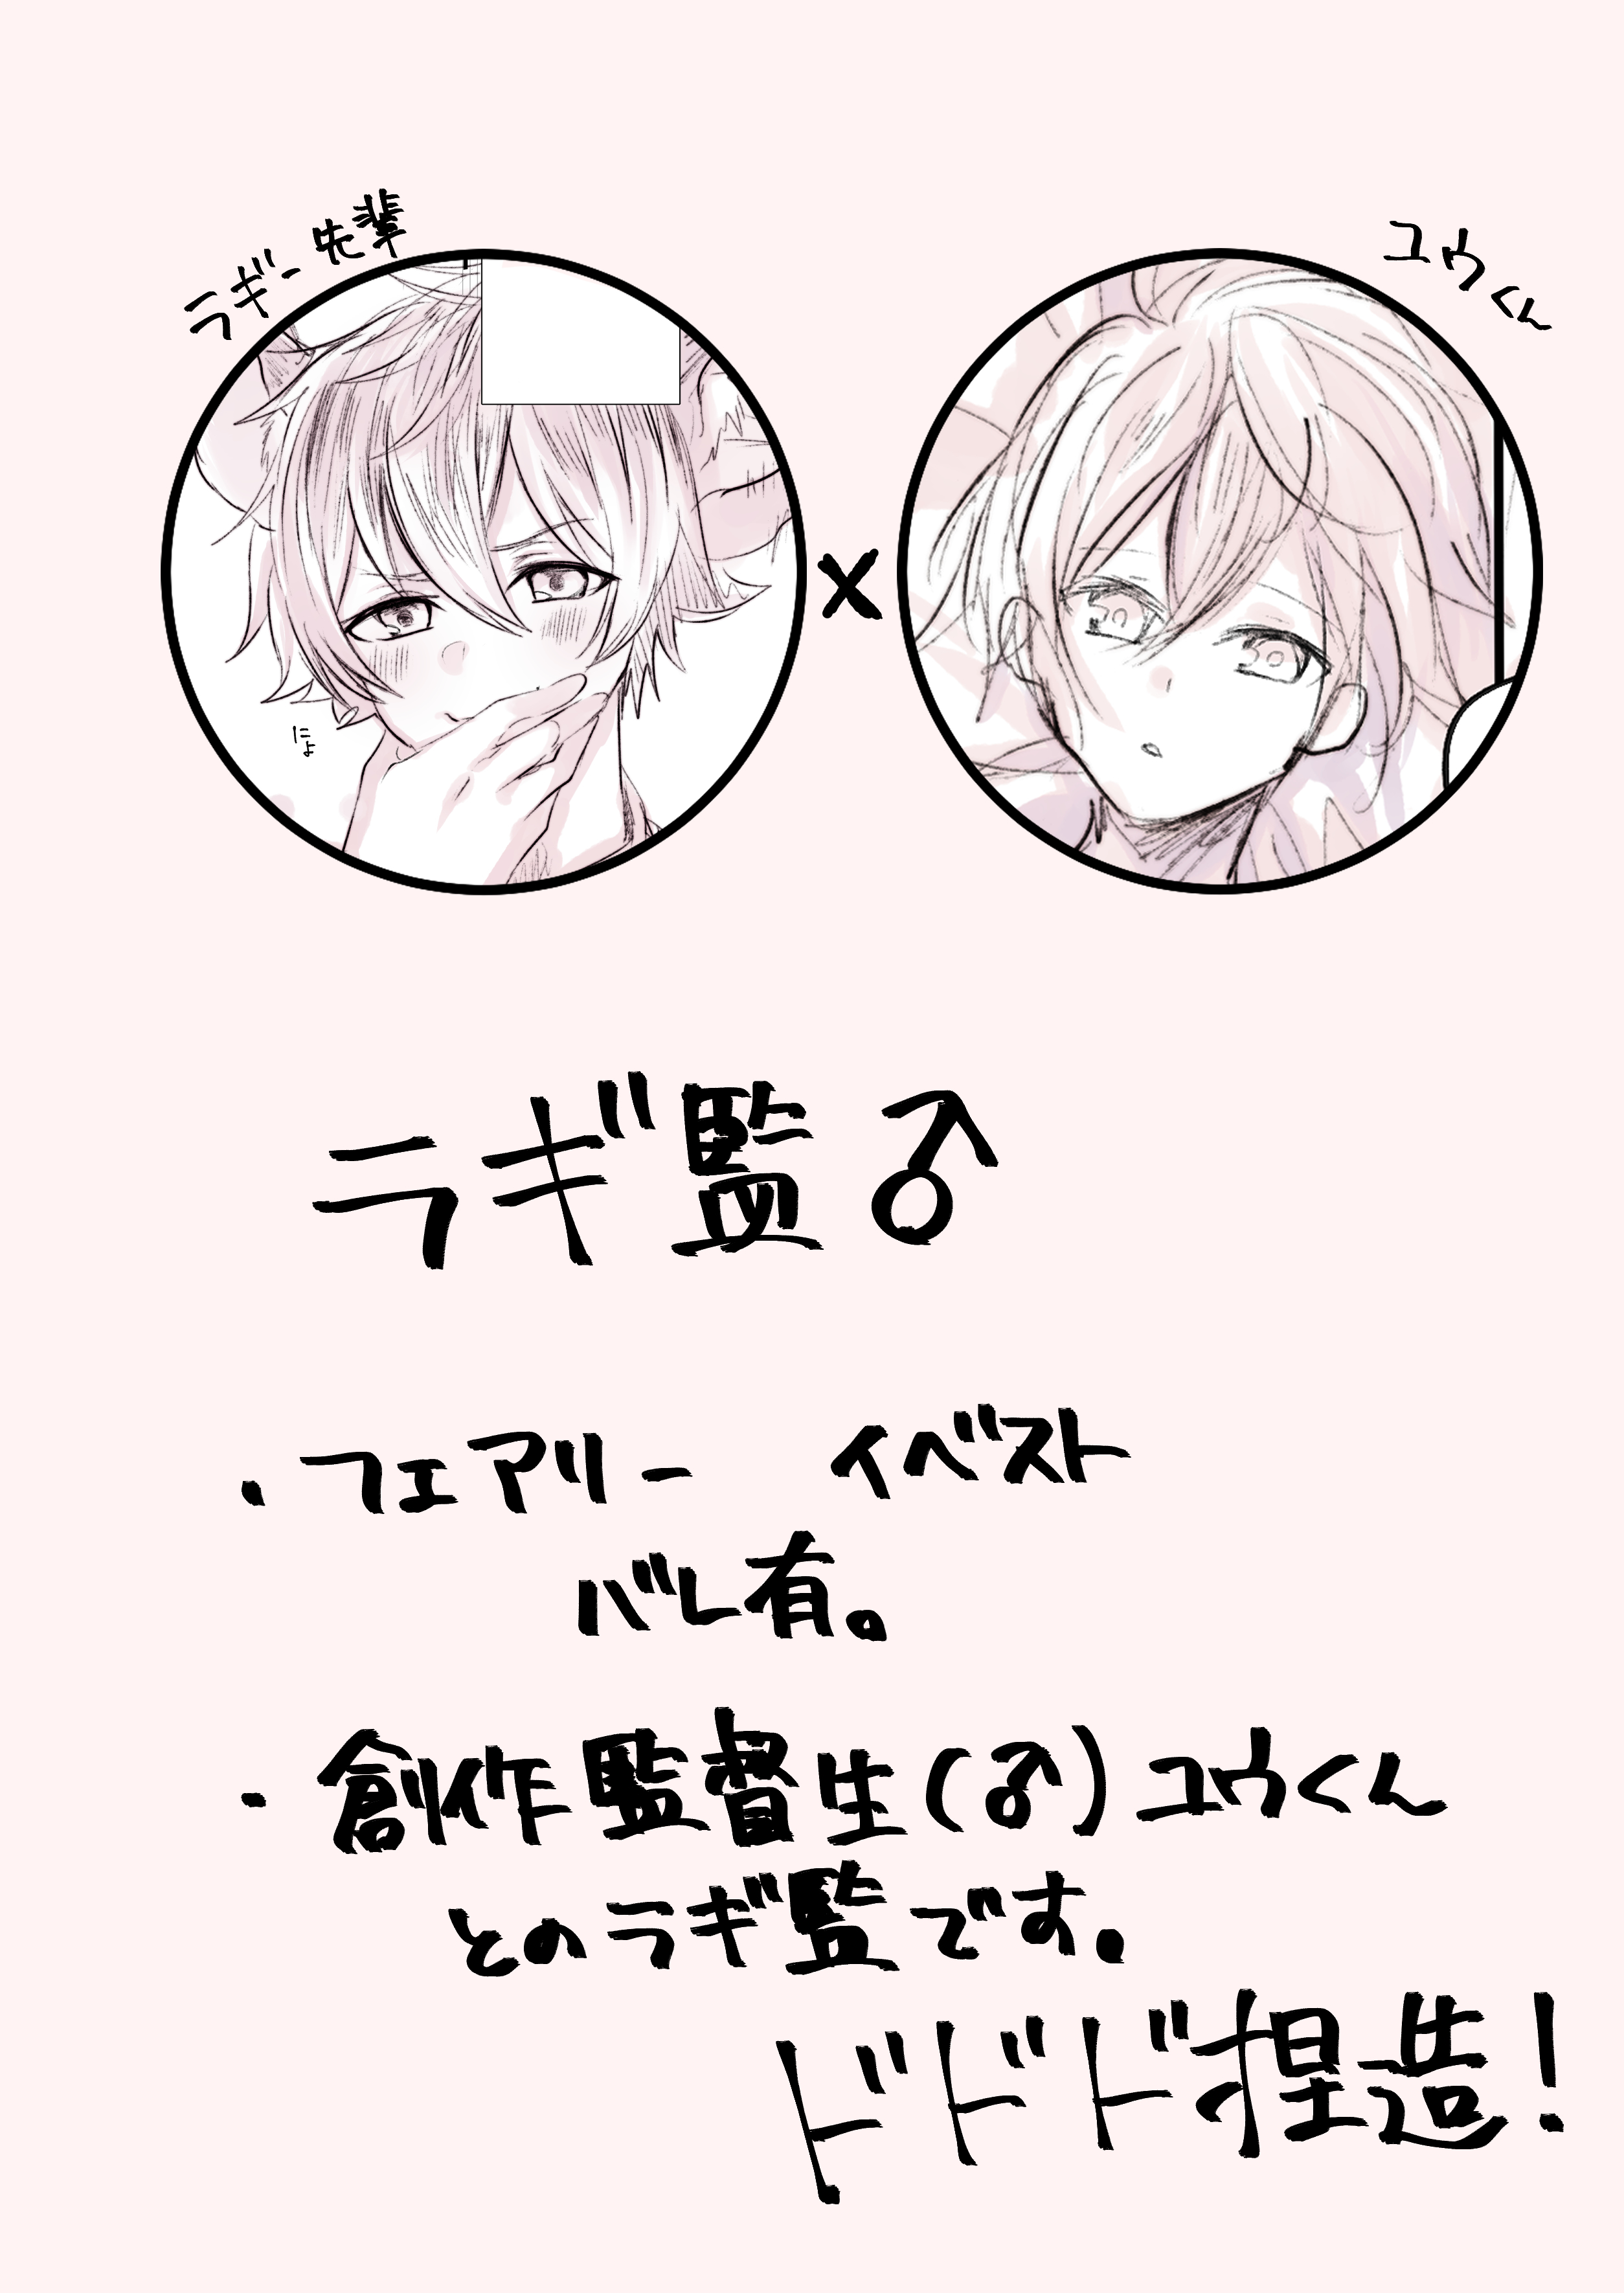 ラギー先輩
ユウくん
×
にょ
ラギ監♂
・フェアリー イベスト
バレ有。
・創作監督生(♂)ユウくん
とのラギ監です。
ドドド捏造!